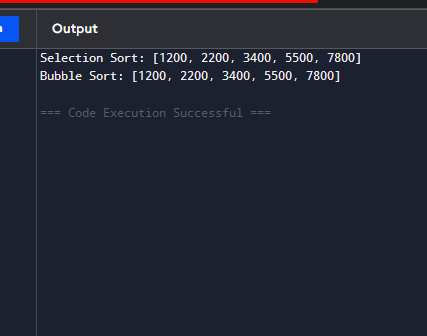 Output
Selection Sort: [1200, 2200, 3400, 5500, 7800]
Bubble Sort: [1200, 2200, 3400, 5500, 7800]
=== Code Execution Successful ===